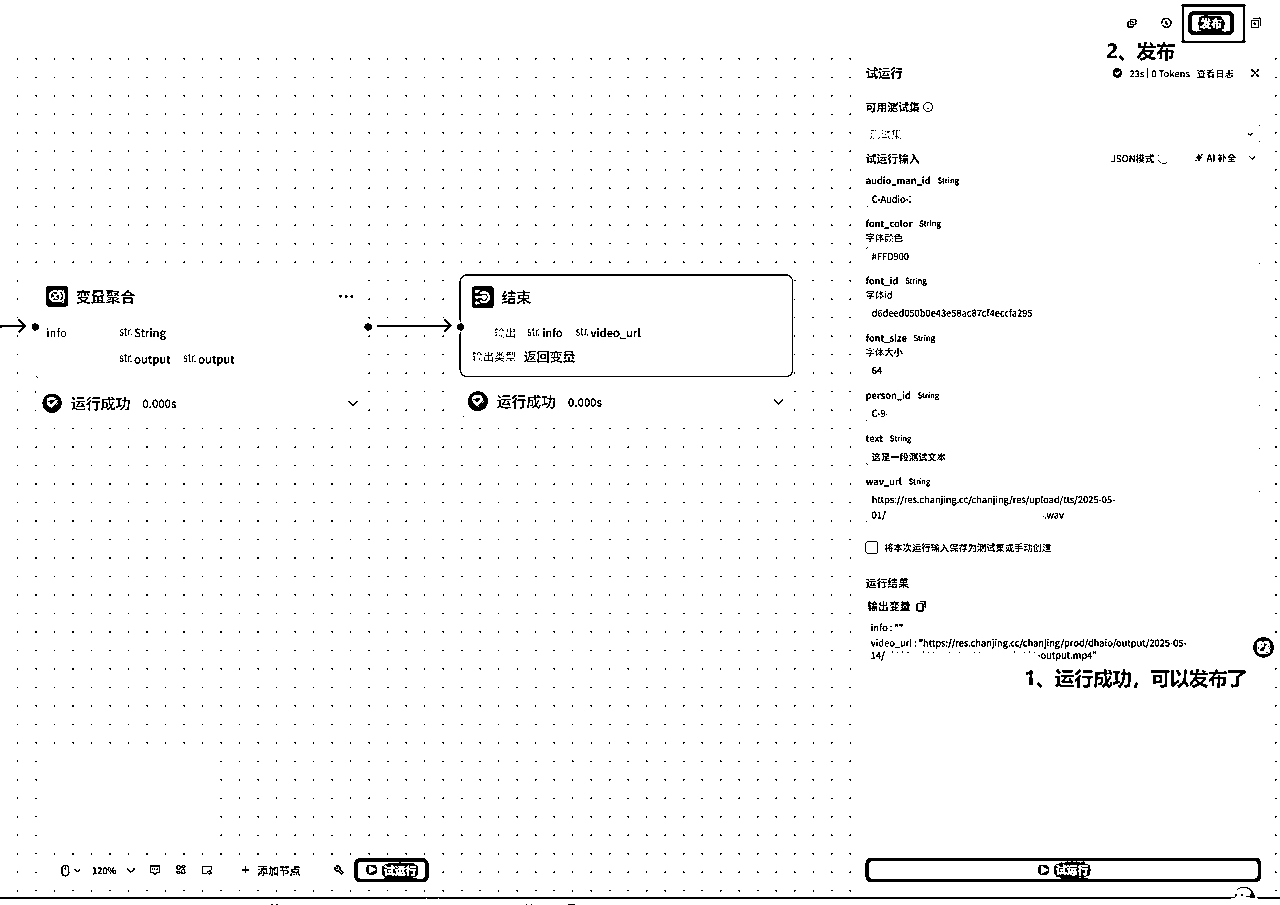 发布
2、发布
试运行
23s | 0 Tokens 查看日志
可用测试集
测试集
试运行输入
JSON模式
AI 补全
audio_man_id String
C-Audio-
font_color String
字体颜色
#FFD900
font_id String
字体id
d6deed050b0e43e58ac87cf4eccfa295
font_size String
字体大小
64
person_id String
C-9-
text String
这是一段测试文本
wav_url String
https://res.chanjing.cc/chanjing/res/upload/tts/2025-05-
01/ -.wav
将本次运行输入保存为测试集或手动创建
运行结果
输出变量
info : ""
video_url : "https://res.chanjing.cc/chanjing/prod/dhaio/output/2025-05-
14/ -output.mp4"
1、运行成功，可以发布了
试运行
变量聚合
info str. String
str. output str. output
运行成功 0.000s
结束
输出 str. info str. video_url
输出类型 返回变量
运行成功 0.000s
120%
+ 添加节点
试运行